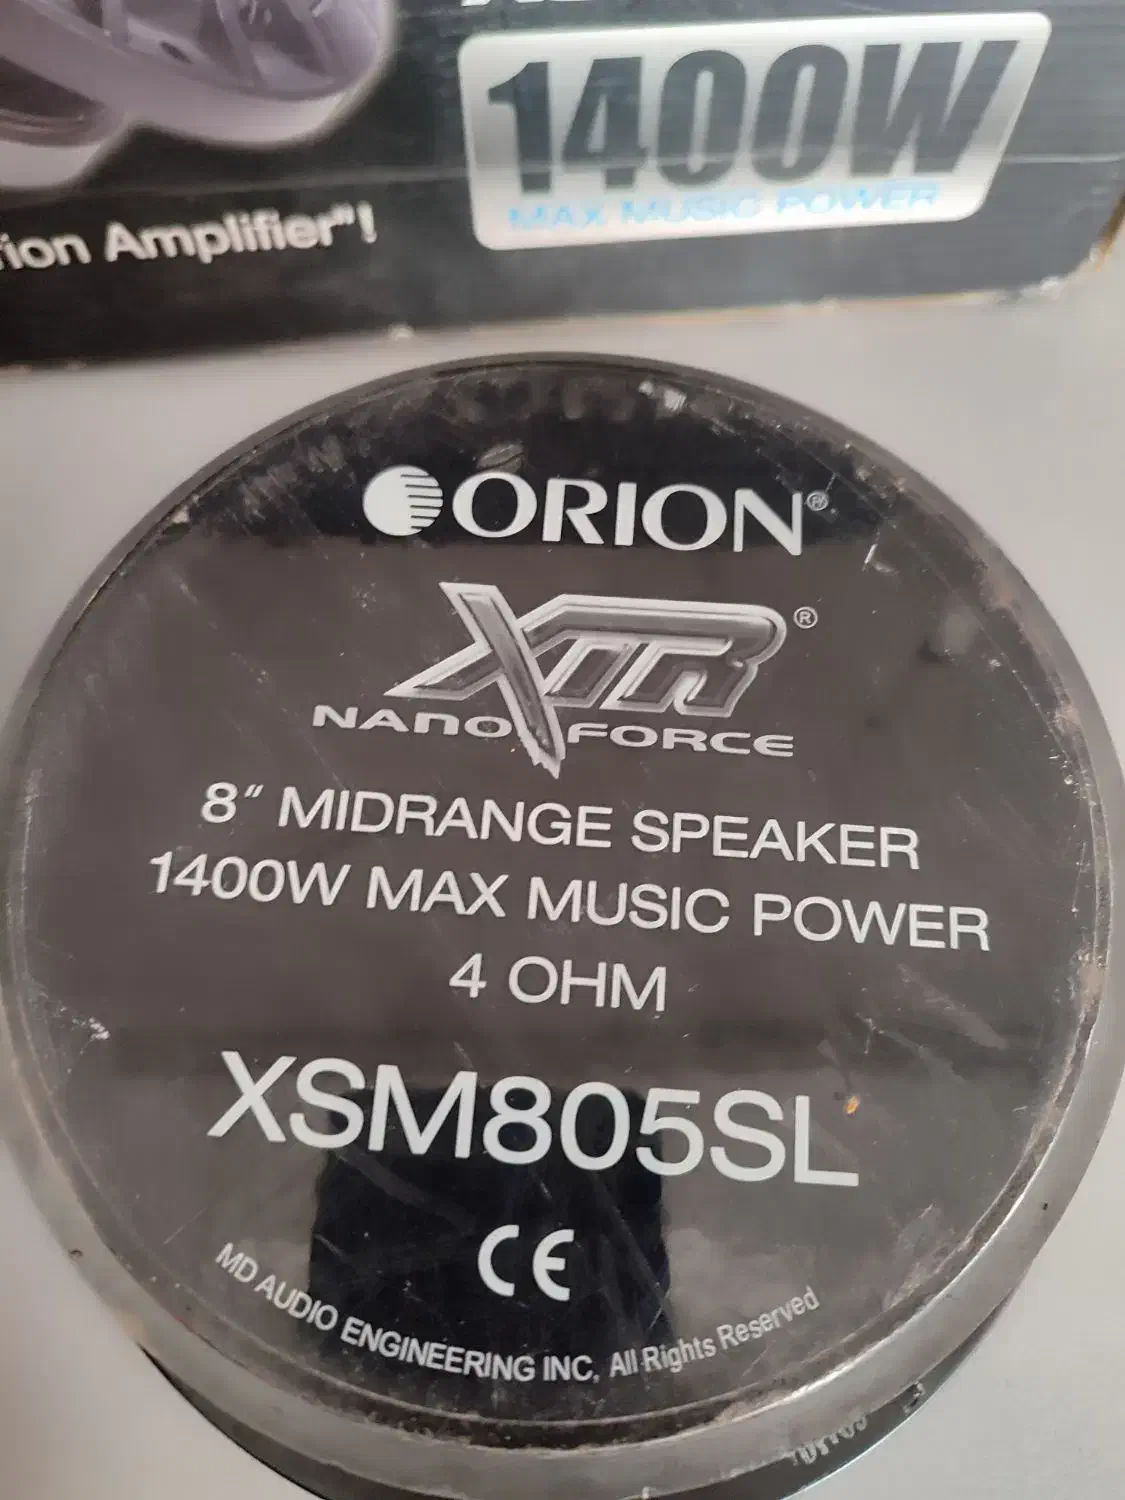 1400W
MAX MUSIC POWER
ion Amplifier"!
ORION®
XTR®
NANO FORCE
8" MIDRANGE SPEAKER
1400W MAX MUSIC POWER
4 OHM
XSM805SL
CE
MD AUDIO ENGINEERING INC, All Rights Reserved